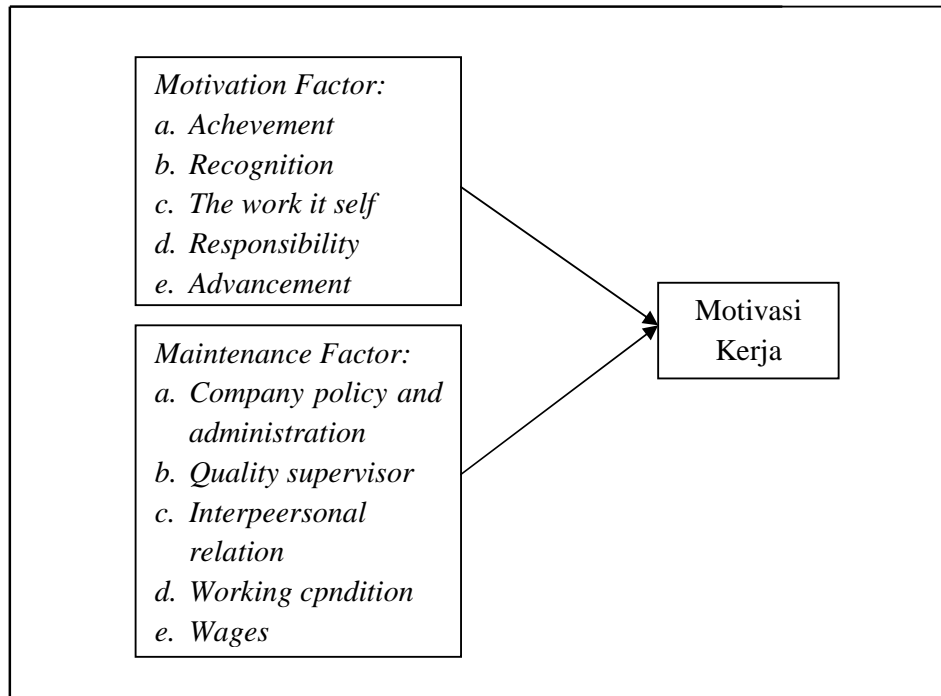 Motivation Factor:
a. Achevement
b. Recognition
c. The work it self
d. Responsibility
e. Advancement
Maintenance Factor:
a. Company policy and
administration
b. Quality supervisor
c. Interpeersonal
relation
d. Working cpndition
e. Wages
Motivasi
Kerja